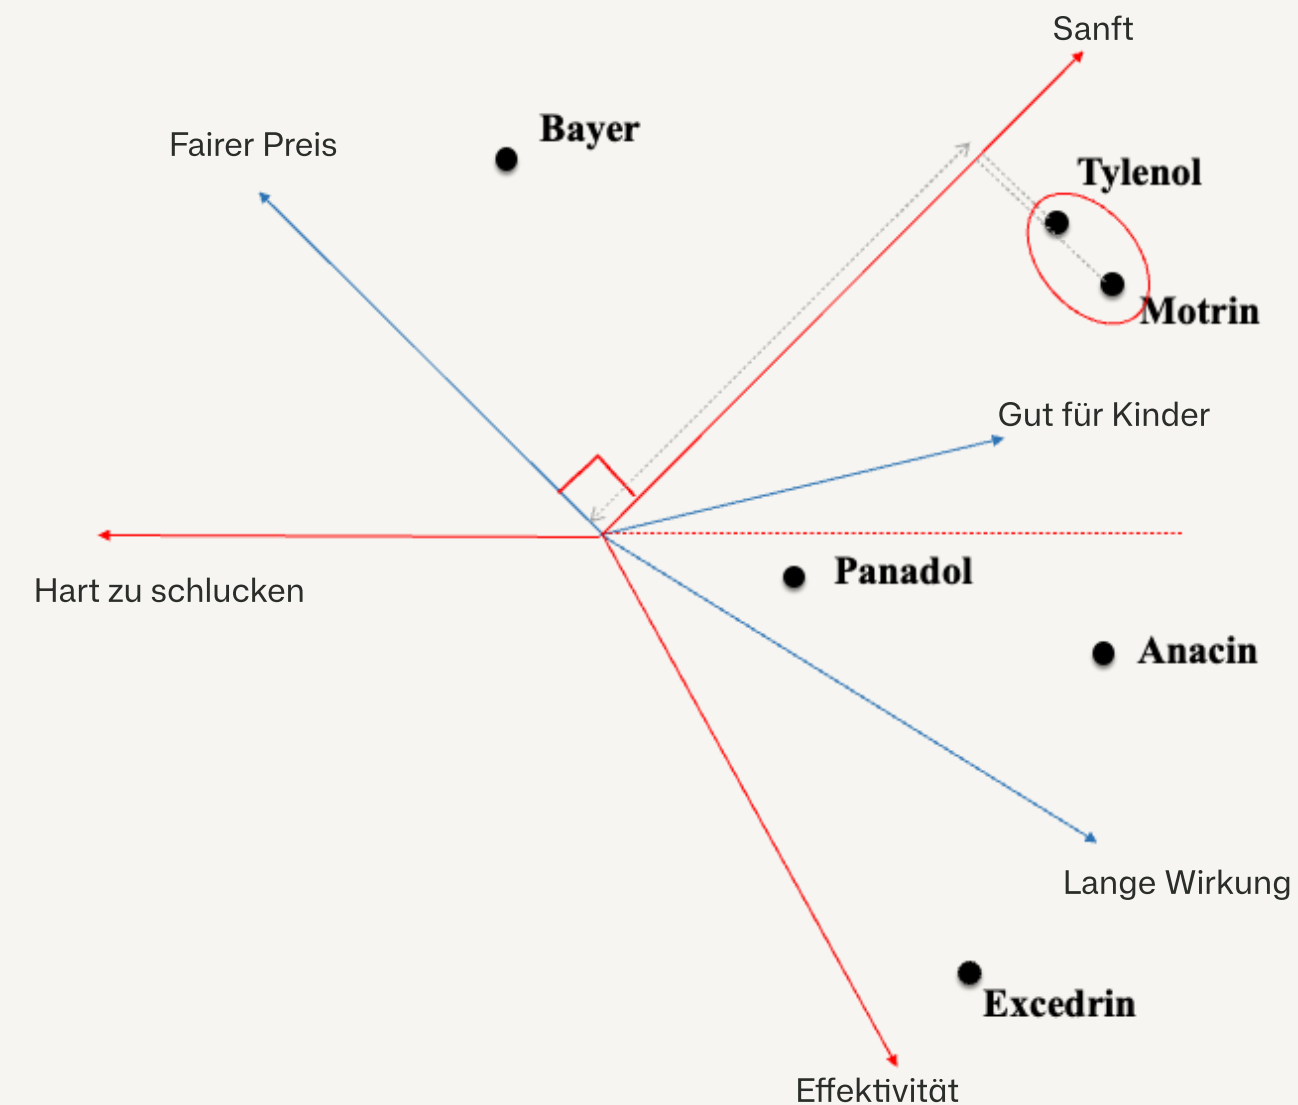 Sanft
Bayer
Fairer Preis
Tylenol
Motrin
Gut für Kinder
Panadol
Hart zu schlucken
Anacin
Lange Wirkung
Excedrin
Effektivität